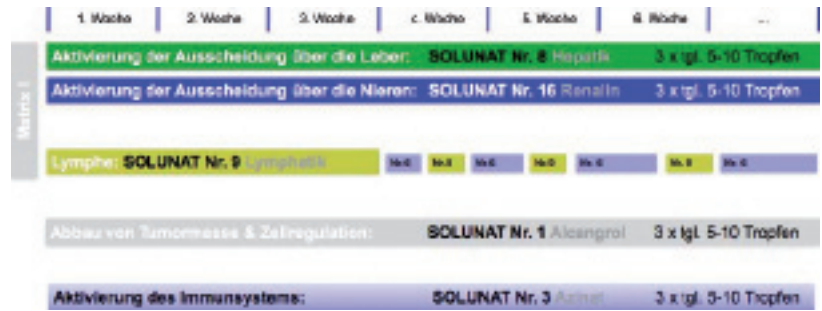 1. Woche 2. Woche 3. Woche c. Woche 5. Woche 6. Woche ...
Matrix I
Aktivierung der Ausscheidung über die Leber: SOLUNAT Nr. 8 Hepatik 3 x tgl. 5-10 Tropfen
Aktivierung der Ausscheidung über die Nieren: SOLUNAT Nr. 16 Renalin 3 x tgl. 5-10 Tropfen
Lymphe: SOLUNAT Nr. 9 Lymphatik
Abbau von Tumormasse & Zellregulation: SOLUNAT Nr. 1 Alcangrol 3 x tgl. 5-10 Tropfen
Aktivierung des Immunsystems: SOLUNAT Nr. 3 3 x tgl. 5-10 Tropfen